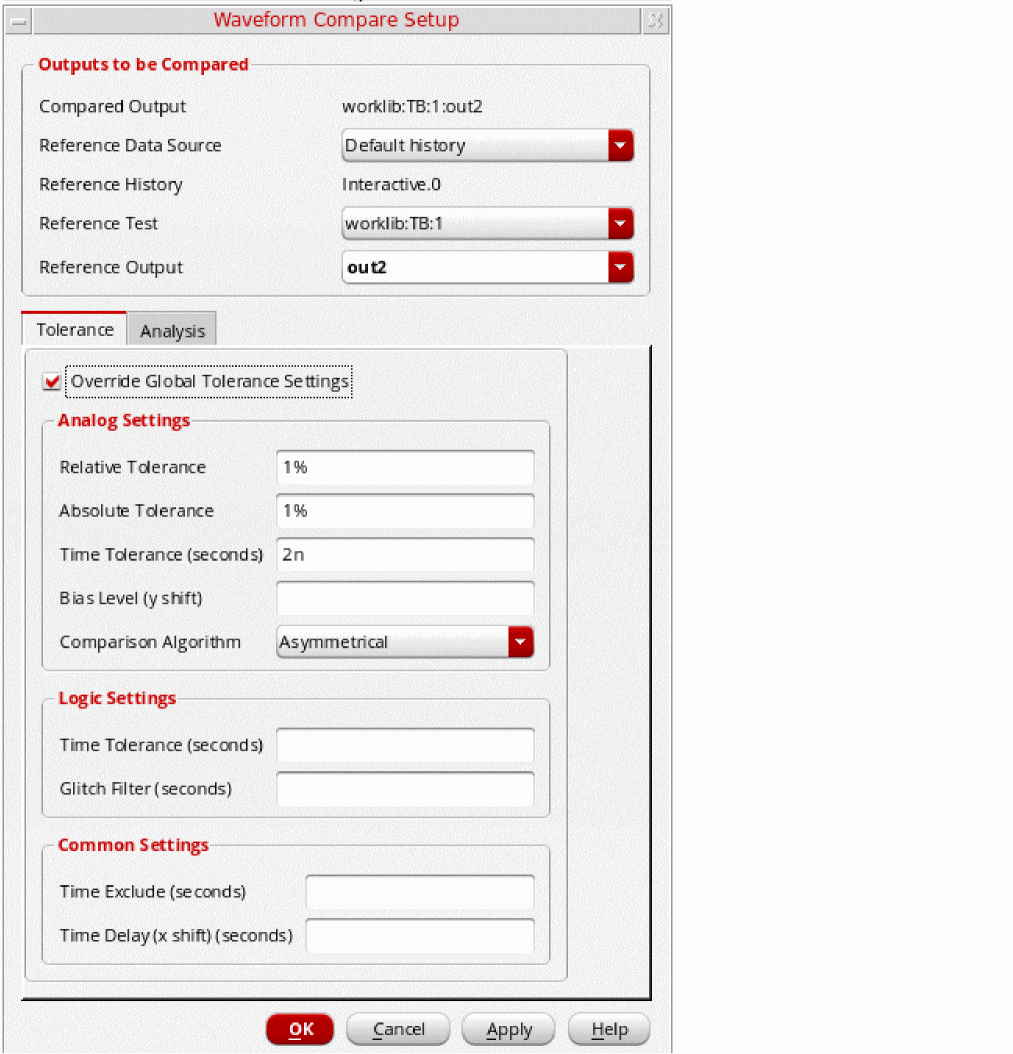 Waveform Compare Setup
Outputs to be Compared
Compared Output worklib:TB:1:out2
Reference Data Source Default history
Reference History Interactive.0
Reference Test worklib:TB:1
Reference Output out2
Tolerance Analysis
Override Global Tolerance Settings
Analog Settings
Relative Tolerance 1%
Absolute Tolerance 1%
Time Tolerance (seconds) 2n
Bias Level (y shift)
Comparison Algorithm Asymmetrical
Logic Settings
Time Tolerance (seconds)
Glitch Filter (seconds)
Common Settings
Time Exclude (seconds)
Time Delay (x shift) (seconds)
OK Cancel Apply Help